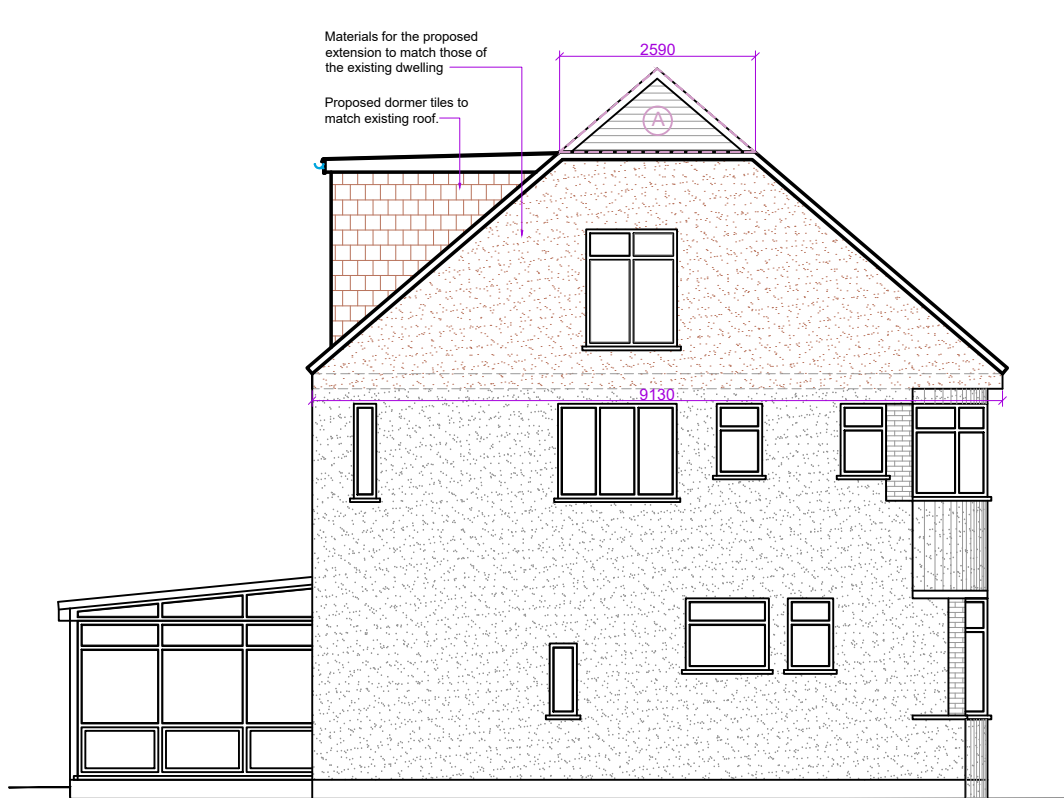 Materials for the proposed
extension to match those of
the existing dwelling
2590
Proposed dormer tiles to
match existing roof.
A
9130